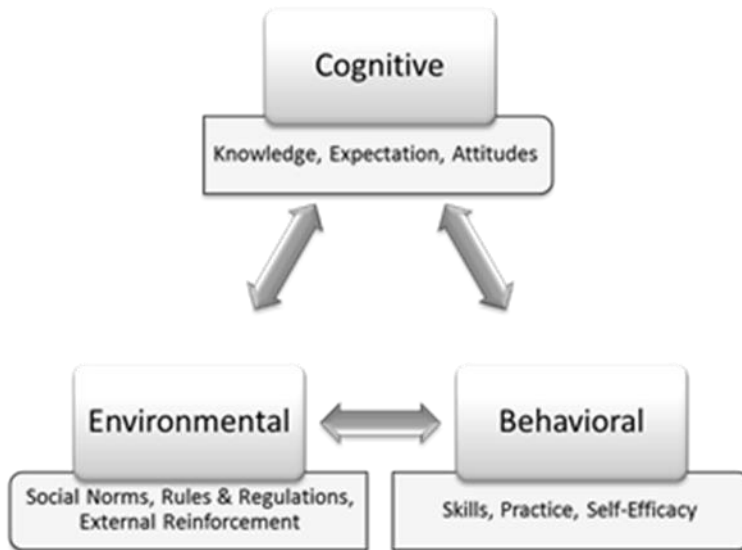 Cognitive
Knowledge, Expectation, Attitudes
Environmental
Social Norms, Rules & Regulations,
External Reinforcement
Behavioral
Skills, Practice, Self-Efficacy